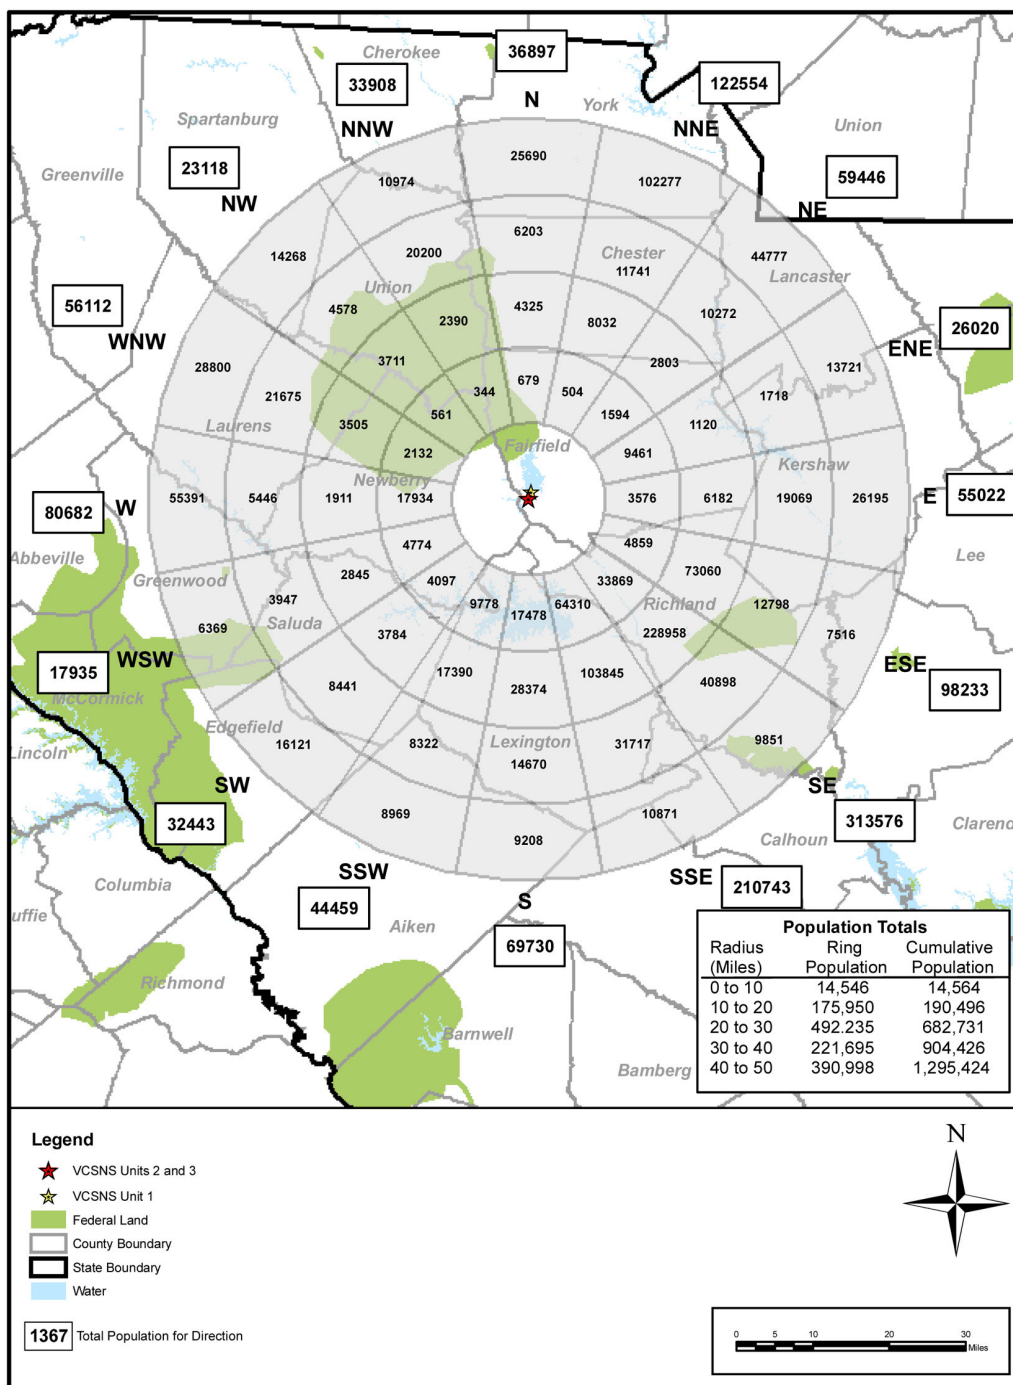 Cherokee
36897
33908
122554
N
York
NNW
NNE
Spartanburg
Union
25690
Greenville
23118
59446
10974
102277
NW
NE
6203
20200
Chester
14268
11741
44777
Lancaster
Union
56112
4578
4325
10272
2390
8032
26020
WNW
ENE
3711
2803
28800
13721
679
344
504
21675
1718
561
1594
Laurens
3505
1120
Fairfield
2132
9461
Newberry
Kershaw
55391
5446
1911
17934
3576
6182
19069
26195
E
55022
80682
W
4774
4859
Abbeville
Lee
2845
73060
Greenwood
4097
33869
3947
9778
17478
64310
Richland
12798
Saluda
6369
3784
228958
7516
WSW
ESE
17935
17390
103845
98233
McCormick
8441
28374
40898
Edgefield
16121
8322
Lexington
31717
9851
Lincoln
14670
SW
SE
8969
10871
32443
313576
9208
Calhoun
Clarend
SSW
SSE
Columbia
210743
S
44459
uffie
Aiken
69730
Richmond
Barnwell
Bamberg
Population Totals
Radius Ring Cumulative
(Miles) Population Population
0 to 10 14,546 14,564
10 to 20 175,950 190,496
20 to 30 492.235 682,731
30 to 40 221,695 904,426
40 to 50 390,998 1,295,424
Legend
VCSNS Units 2 and 3
VCSNS Unit 1
Federal Land
County Boundary
State Boundary
Water
1367 Total Population for Direction
N
0 5 10 20 30
Miles